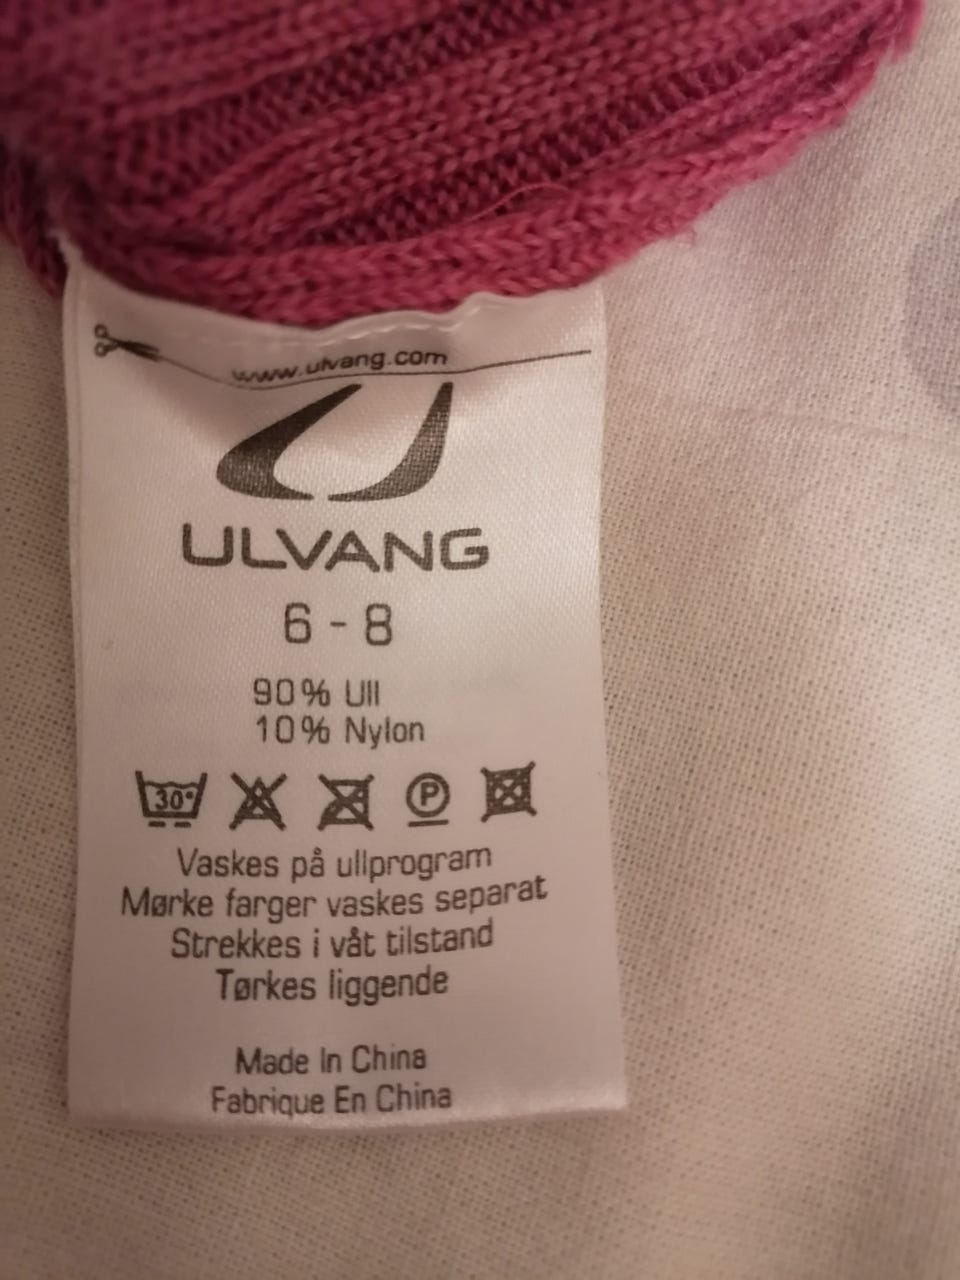 www.ulvang.com
ULVANG
6 - 8
90% Ull
10% Nylon
30° P
Vaskes på ullprogram
Mørke farger vaskes separat
Strekkes i våt tilstand
Tørkes liggende
Made In China
Fabrique En China